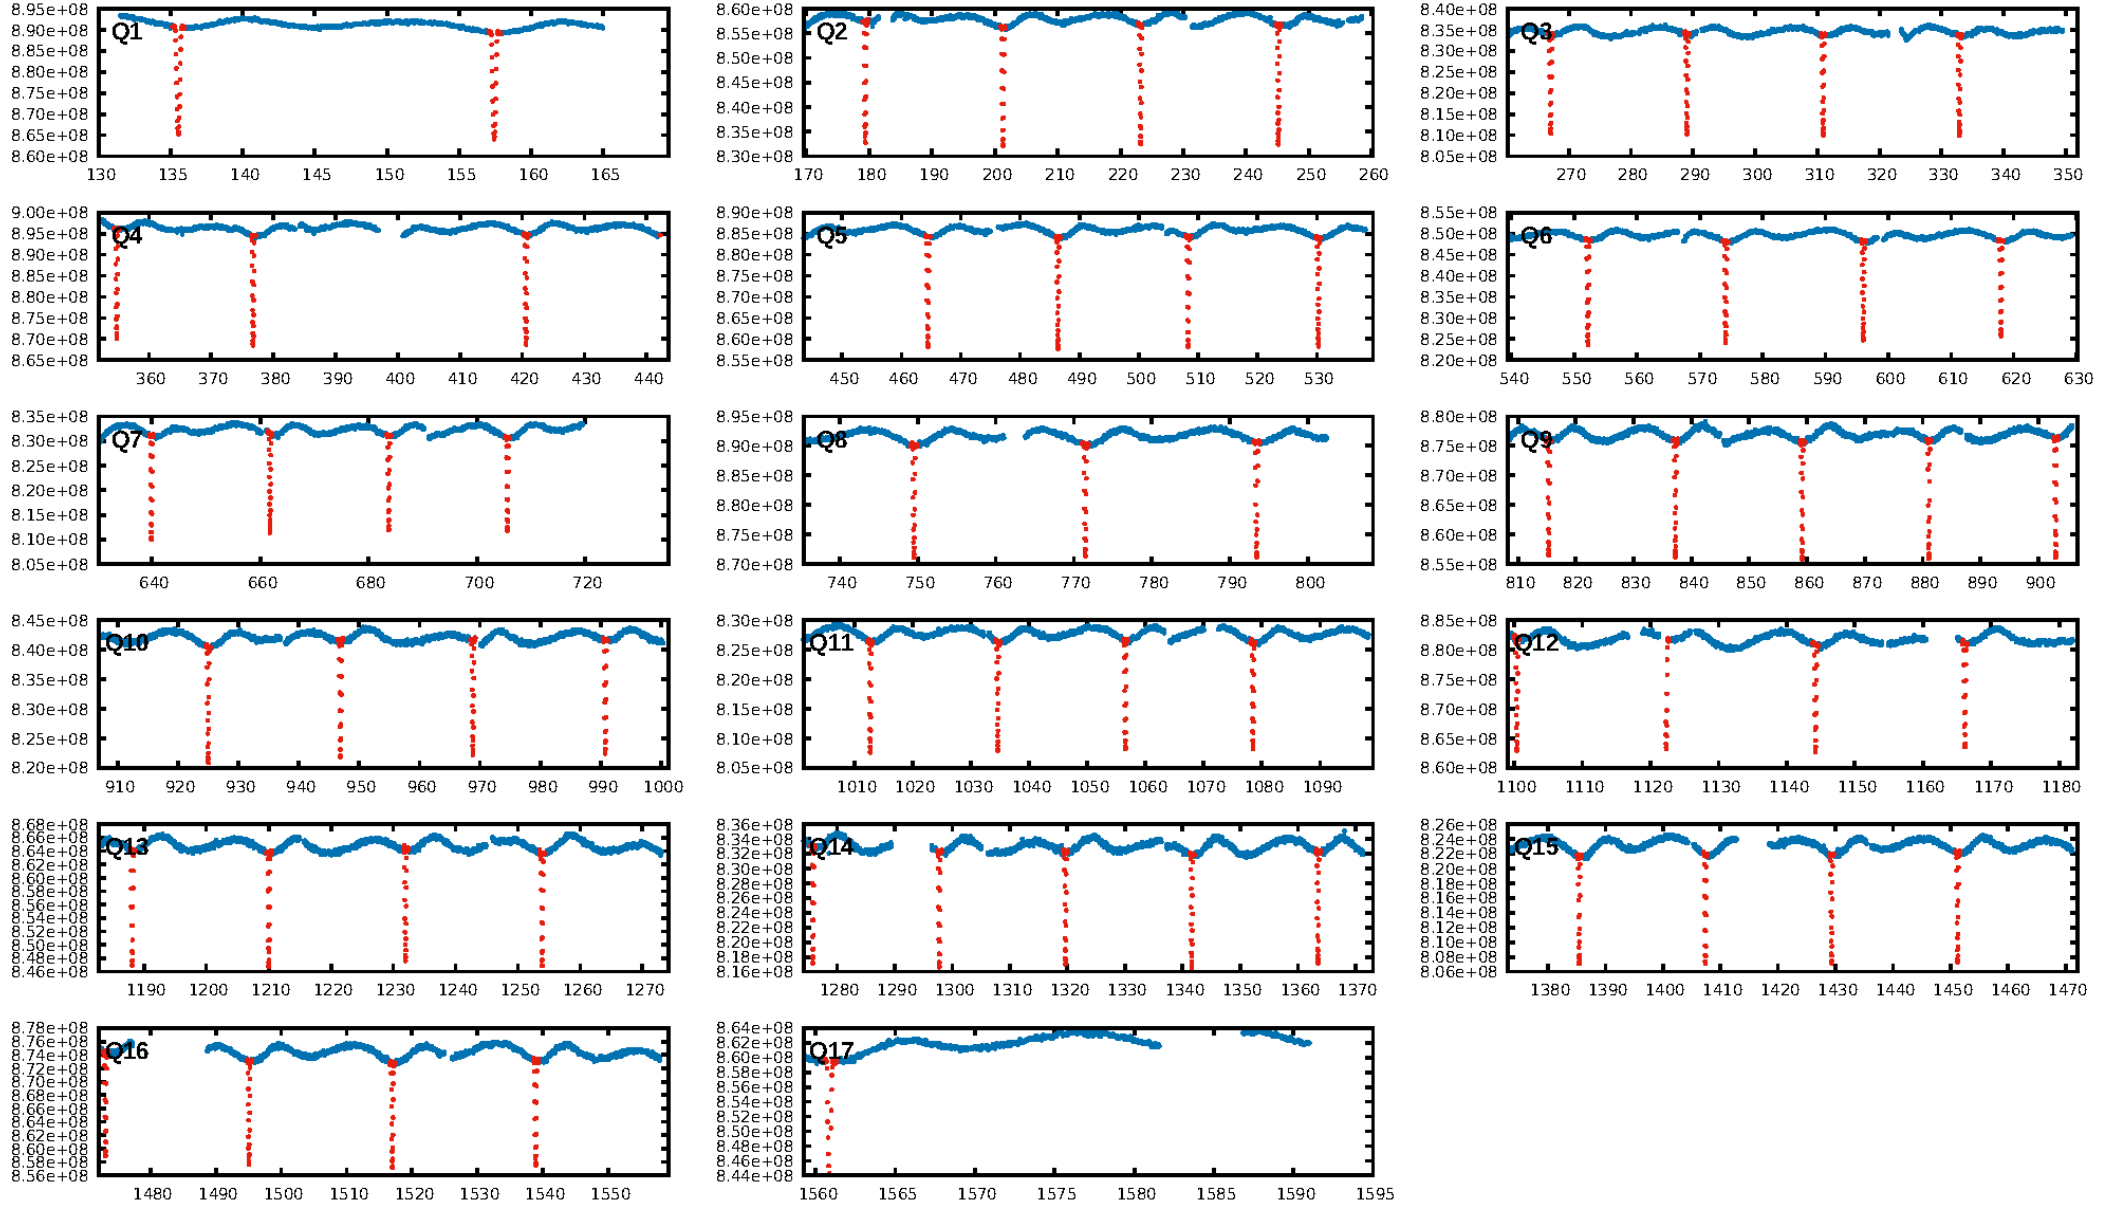 8.95e+08
8.90e+08
8.85e+08
8.80e+08
8.75e+08
8.70e+08
8.65e+08
8.60e+08
Q1
130 135 140 145 150 155 160 165
8.60e+08
8.55e+08
8.50e+08
8.45e+08
8.40e+08
8.35e+08
8.30e+08
Q2
170 180 190 200 210 220 230 240 250 260
8.40e+08
8.35e+08
8.30e+08
8.25e+08
8.20e+08
8.15e+08
8.10e+08
8.05e+08
Q3
270 280 290 300 310 320 330 340 350
9.00e+08
8.95e+08
8.90e+08
8.85e+08
8.80e+08
8.75e+08
8.70e+08
8.65e+08
Q4
360 370 380 390 400 410 420 430 440
8.90e+08
8.85e+08
8.80e+08
8.75e+08
8.70e+08
8.65e+08
8.60e+08
8.55e+08
Q5
450 460 470 480 490 500 510 520 530
8.55e+08
8.50e+08
8.45e+08
8.40e+08
8.35e+08
8.30e+08
8.25e+08
8.20e+08
Q6
540 550 560 570 580 590 600 610 620 630
8.35e+08
8.30e+08
8.25e+08
8.20e+08
8.15e+08
8.10e+08
8.05e+08
Q7
640 660 680 700 720
8.95e+08
8.90e+08
8.85e+08
8.80e+08
8.75e+08
8.70e+08
Q8
740 750 760 770 780 790 800
8.80e+08
8.75e+08
8.70e+08
8.65e+08
8.60e+08
8.55e+08
Q9
810 820 830 840 850 860 870 880 890 900
8.45e+08
8.40e+08
8.35e+08
8.30e+08
8.25e+08
8.20e+08
Q10
910 920 930 940 950 960 970 980 990 1000
8.30e+08
8.25e+08
8.20e+08
8.15e+08
8.10e+08
8.05e+08
Q11
1010 1020 1030 1040 1050 1060 1070 1080 1090
8.85e+08
8.80e+08
8.75e+08
8.70e+08
8.65e+08
8.60e+08
Q12
1100 1110 1120 1130 1140 1150 1160 1170 1180
8.68e+08
8.66e+08
8.64e+08
8.62e+08
8.60e+08
8.58e+08
8.56e+08
8.54e+08
8.52e+08
8.50e+08
8.48e+08
8.46e+08
Q13
1190 1200 1210 1220 1230 1240 1250 1260 1270
8.36e+08
8.34e+08
8.32e+08
8.30e+08
8.28e+08
8.26e+08
8.24e+08
8.22e+08
8.20e+08
8.18e+08
8.16e+08
Q14
1280 1290 1300 1310 1320 1330 1340 1350 1360 1370
8.26e+08
8.24e+08
8.22e+08
8.20e+08
8.18e+08
8.16e+08
8.14e+08
8.12e+08
8.10e+08
8.08e+08
8.06e+08
Q15
1380 1390 1400 1410 1420 1430 1440 1450 1460 1470
8.78e+08
8.76e+08
8.74e+08
8.72e+08
8.70e+08
8.68e+08
8.66e+08
8.64e+08
8.62e+08
8.60e+08
8.58e+08
8.56e+08
Q16
1480 1490 1500 1510 1520 1530 1540 1550
8.64e+08
8.62e+08
8.60e+08
8.58e+08
8.56e+08
8.54e+08
8.52e+08
8.50e+08
8.48e+08
8.46e+08
8.44e+08
Q17
1560 1565 1570 1575 1580 1585 1590 1595